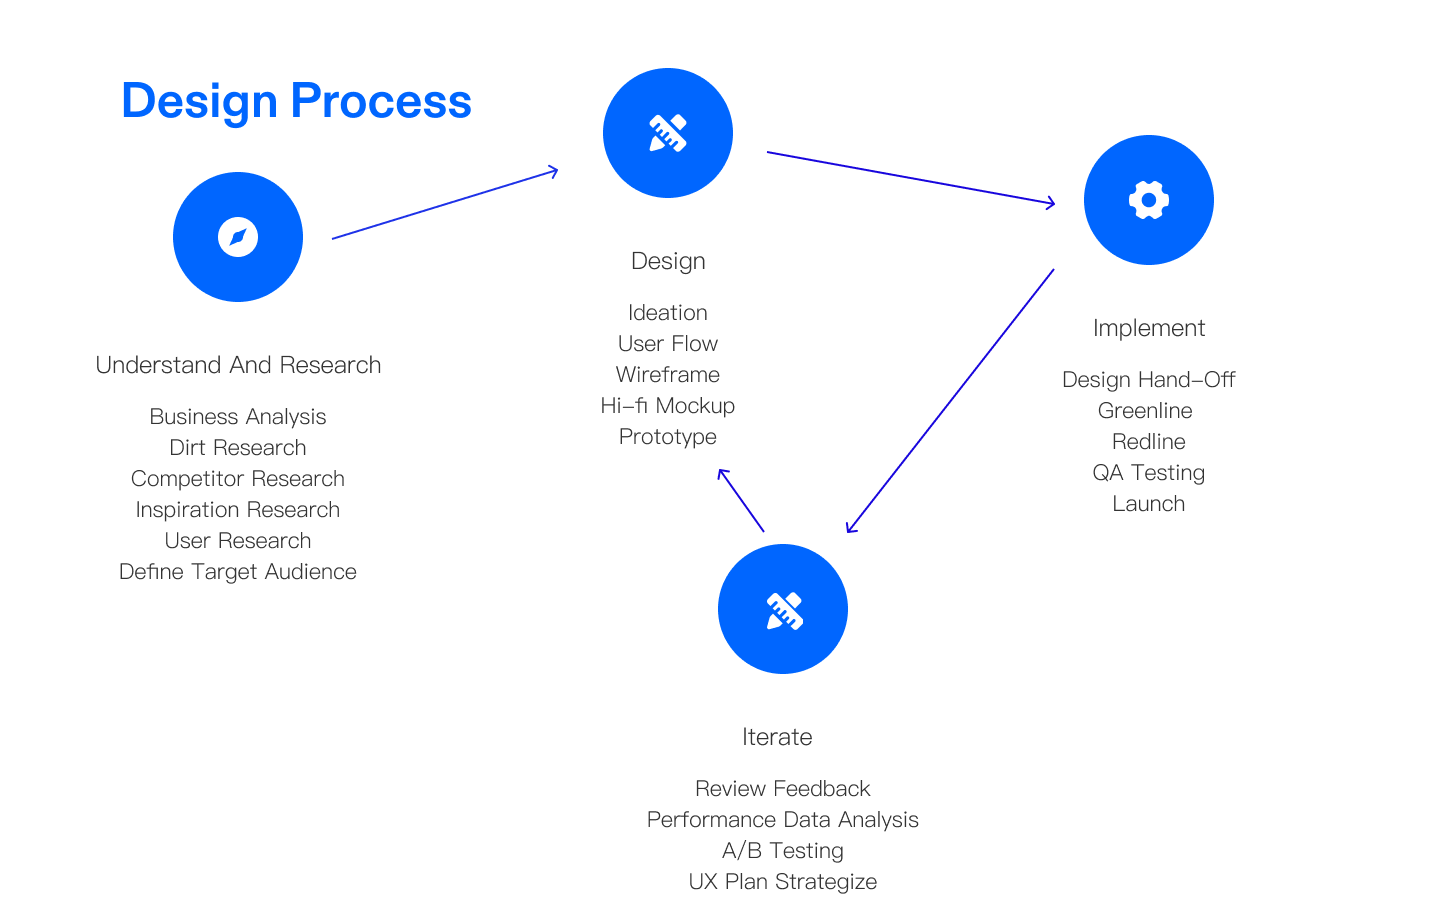 Design Process
Understand And Research
Business Analysis
Dirt Research
Competitor Research
Inspiration Research
User Research
Define Target Audience
Design
Ideation
User Flow
Wireframe
Hi-fi Mockup
Prototype
Implement
Design Hand-Off
Greenline
Redline
QA Testing
Launch
Iterate
Review Feedback
Performance Data Analysis
A/B Testing
UX Plan Strategize